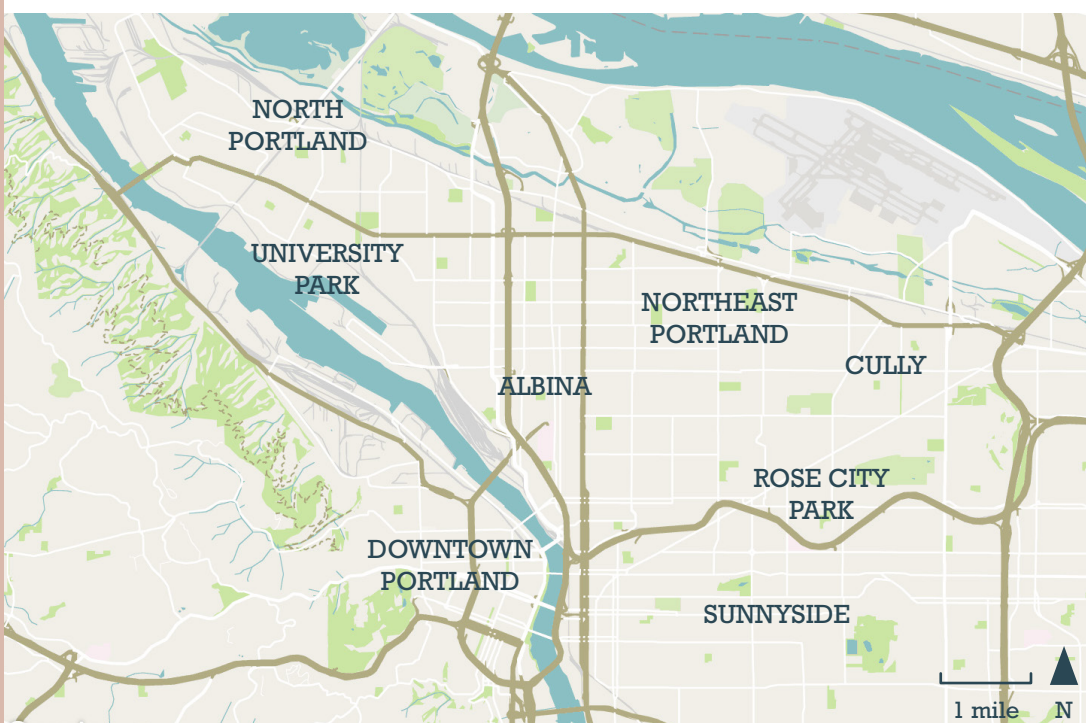 NORTH
PORTLAND
UNIVERSITY
PARK
NORTHEAST
PORTLAND
CULLY
ALBINA
ROSE CITY
PARK
DOWNTOWN
PORTLAND
SUNNYSIDE
1 mile N